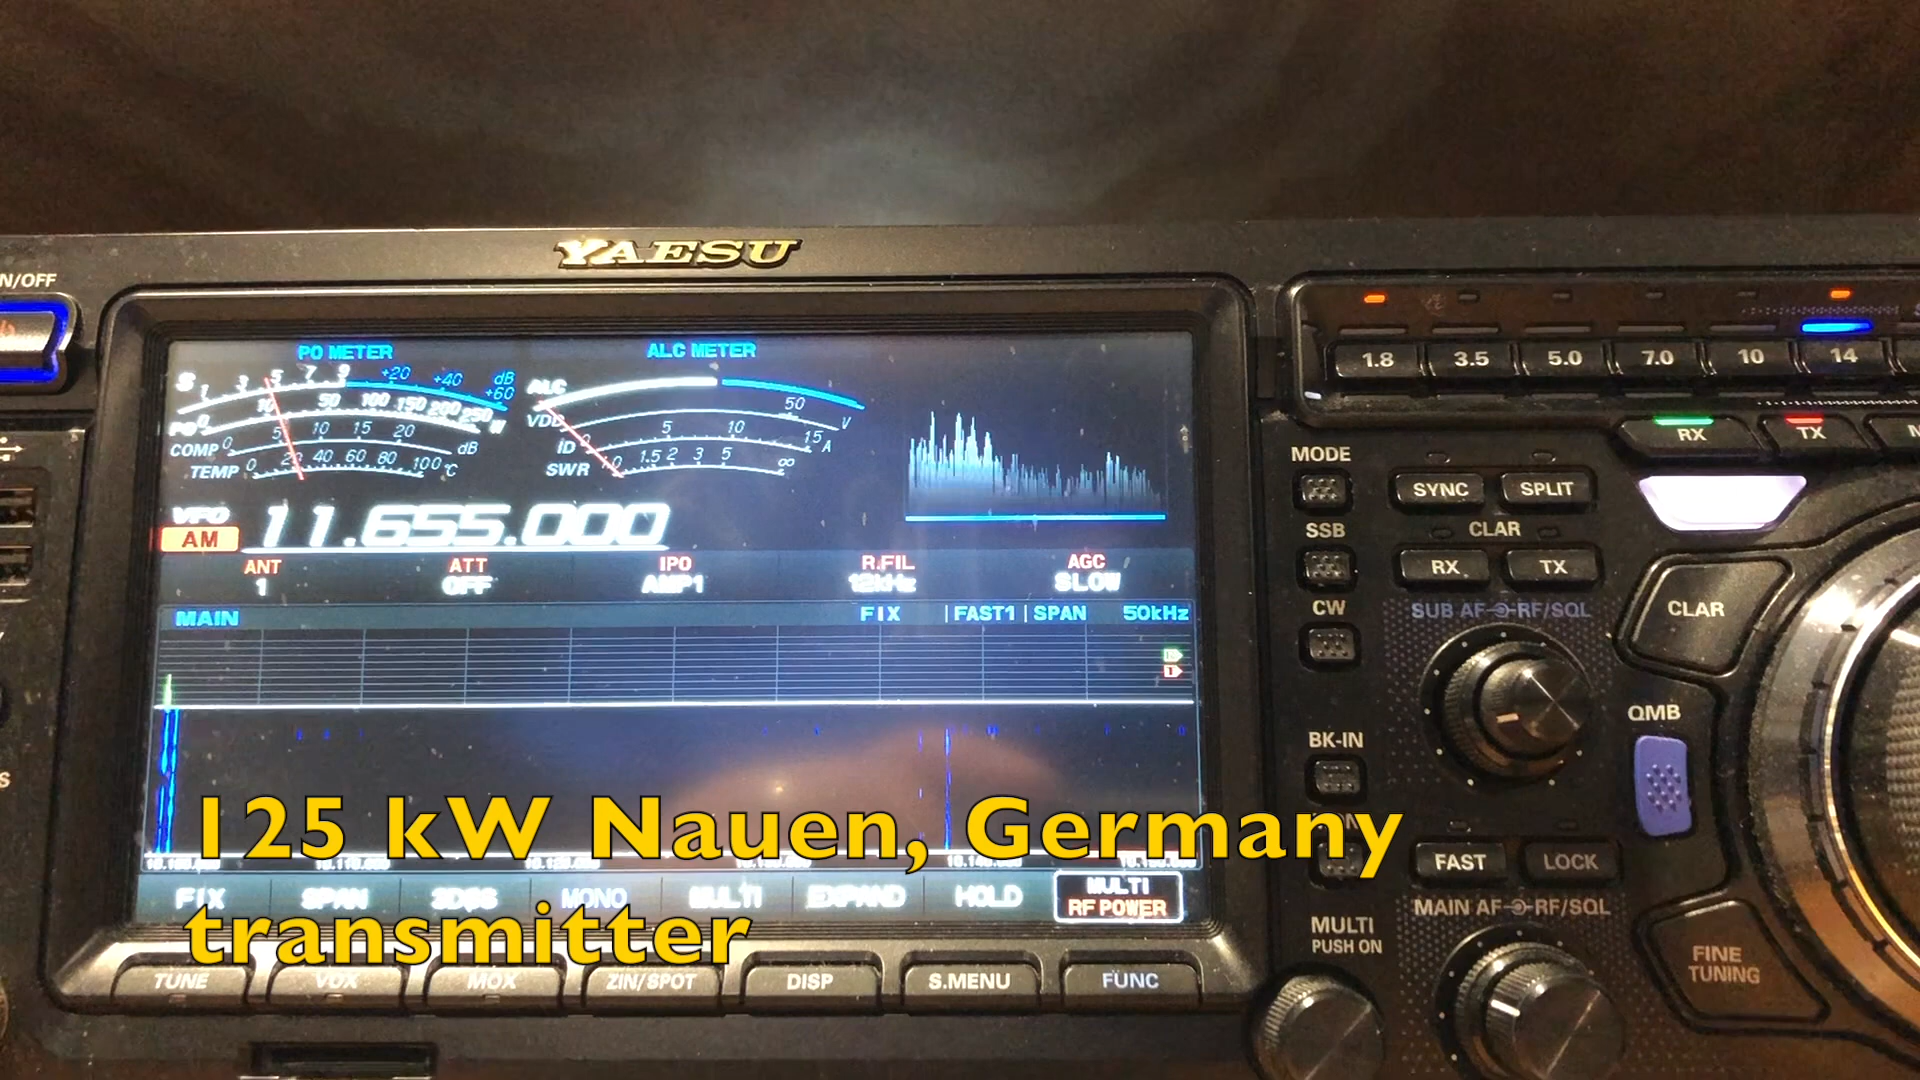 YAESU
N/OFF
PO METER
ALC METER
S 1 3 5 7 9 +20 +40 +60 dB
PO 0 10 50 100 150 200 250 W
COMP 0 5 10 15 20 dB
TEMP 0 20 40 60 80 100 °C
ALC
VDD 50 V
ID 0 5 10 15 A
SWR 1.5 2 3 5 ∞
VFO
AM
11.655.000
ANT ATT IPO R.FIL AGC
1 OFF AMP1 12kHz SLOW
MAIN FIX FAST1 SPAN 50kHz
125 kW Nauen, Germany
transmitter
FIX SPAN 3DSS MONO MULTI EXPAND HOLD MULTI
RF POWER
TUNE VOX MOX ZIN/SPOT DISP S.MENU FUNC
1.8 3.5 5.0 7.0 10 14
RX TX
MODE
SYNC SPLIT
SSB
CLAR
RX TX
CLAR
CW
SUB AF RF/SQL
QMB
BK-IN
FAST LOCK
MAIN AF RF/SQL
MULTI
PUSH ON
FINE
TUNING